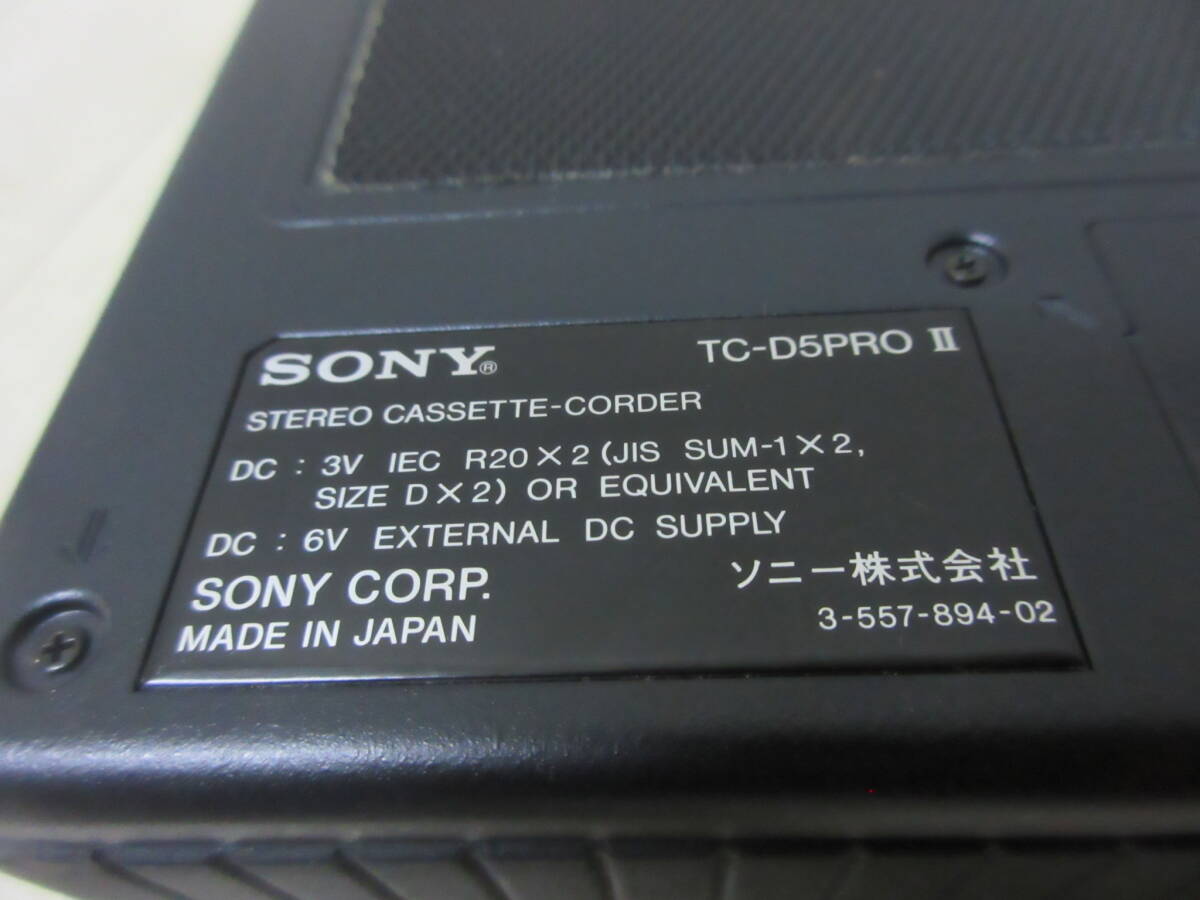 SONY® TC-D5PRO II
STEREO CASSETTE-CORDER
DC : 3V IEC R20×2 (JIS SUM-1×2,
SIZE D×2) OR EQUIVALENT
DC : 6V EXTERNAL DC SUPPLY
SONY CORP. ソニー株式会社
MADE IN JAPAN 3-557-894-02